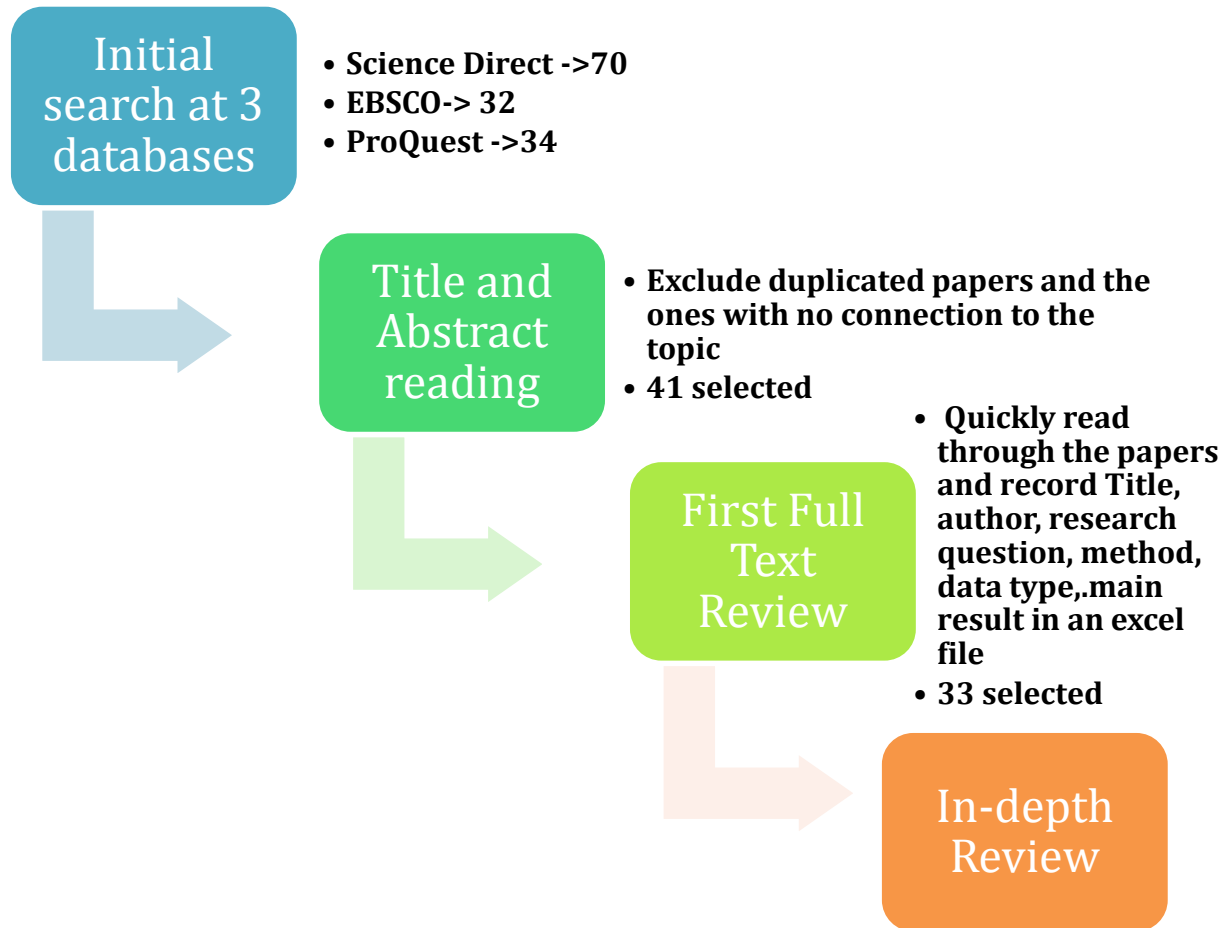 Initial
search at 3
databases
• Science Direct ->70
• EBSCO-> 32
• ProQuest ->34
Title and
Abstract
reading
• Exclude duplicated papers and the
ones with no connection to the
topic
• 41 selected
First Full
Text
Review
• Quickly read
through the papers
and record Title,
author, research
question, method,
data type,.main
result in an excel
file
• 33 selected
In-depth
Review